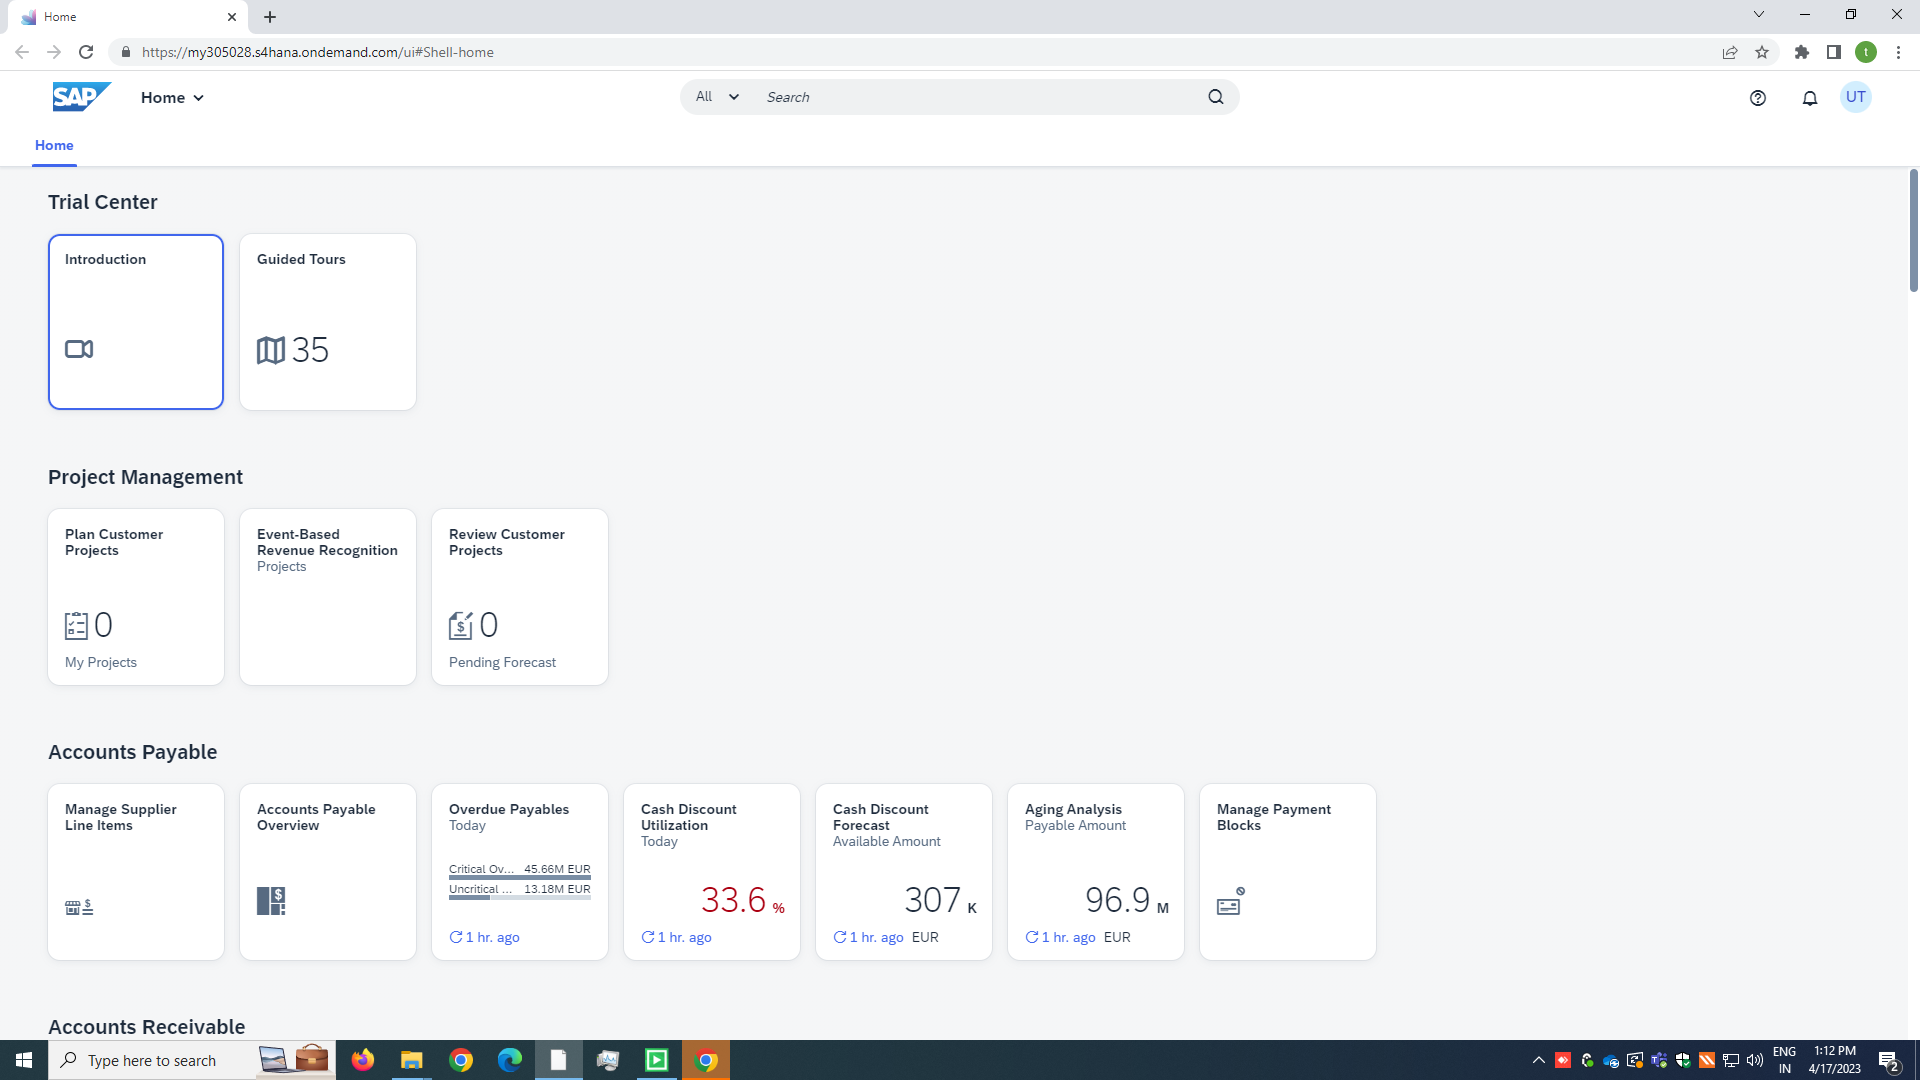 Home
https://my305028.s4hana.ondemand.com/ui#Shell-home
t
SAP
Home
All
Search
UT
Home
Trial Center
Introduction
Guided Tours
35
Project Management
Plan Customer
Projects
0
My Projects
Event-Based
Revenue Recognition
Projects
Review Customer
Projects
0
Pending Forecast
Accounts Payable
Manage Supplier
Line Items
Accounts Payable
Overview
Overdue Payables
Today
Critical Ov... 45.66M EUR
Uncritical ... 13.18M EUR
1 hr. ago
Cash Discount
Utilization
Today
33.6 %
1 hr. ago
Cash Discount
Forecast
Available Amount
307 K
1 hr. ago EUR
Aging Analysis
Payable Amount
96.9 M
1 hr. ago EUR
Manage Payment
Blocks
Accounts Receivable
Type here to search
ENG
IN
1:12 PM
4/17/2023
2